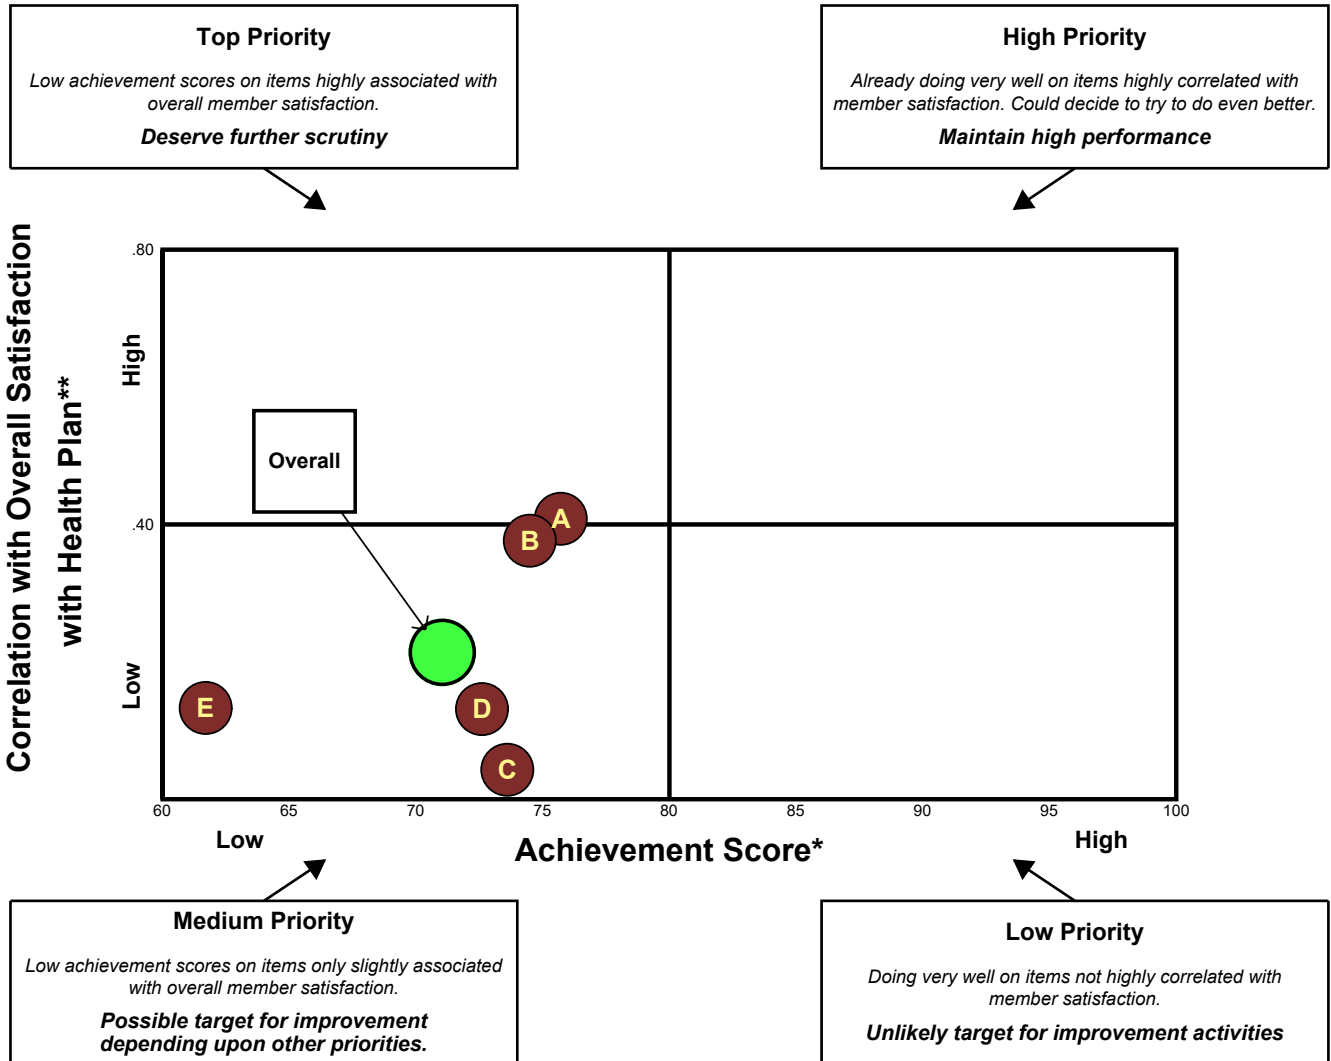 Top Priority
Low achievement scores on items highly associated with
overall member satisfaction.
Deserve further scrutiny
High Priority
Already doing very well on items highly correlated with
member satisfaction. Could decide to try to do even better.
Maintain high performance
Correlation with Overall Satisfaction
with Health Plan**
High
Low
.80
.40
Overall
A
B
E
D
C
60
65
70
75
80
85
90
95
100
Low
Achievement Score*
High
Medium Priority
Low achievement scores on items only slightly associated
with overall member satisfaction.
Possible target for improvement
depending upon other priorities.
Low Priority
Doing very well on items not highly correlated with
member satisfaction.
Unlikely target for improvement activities